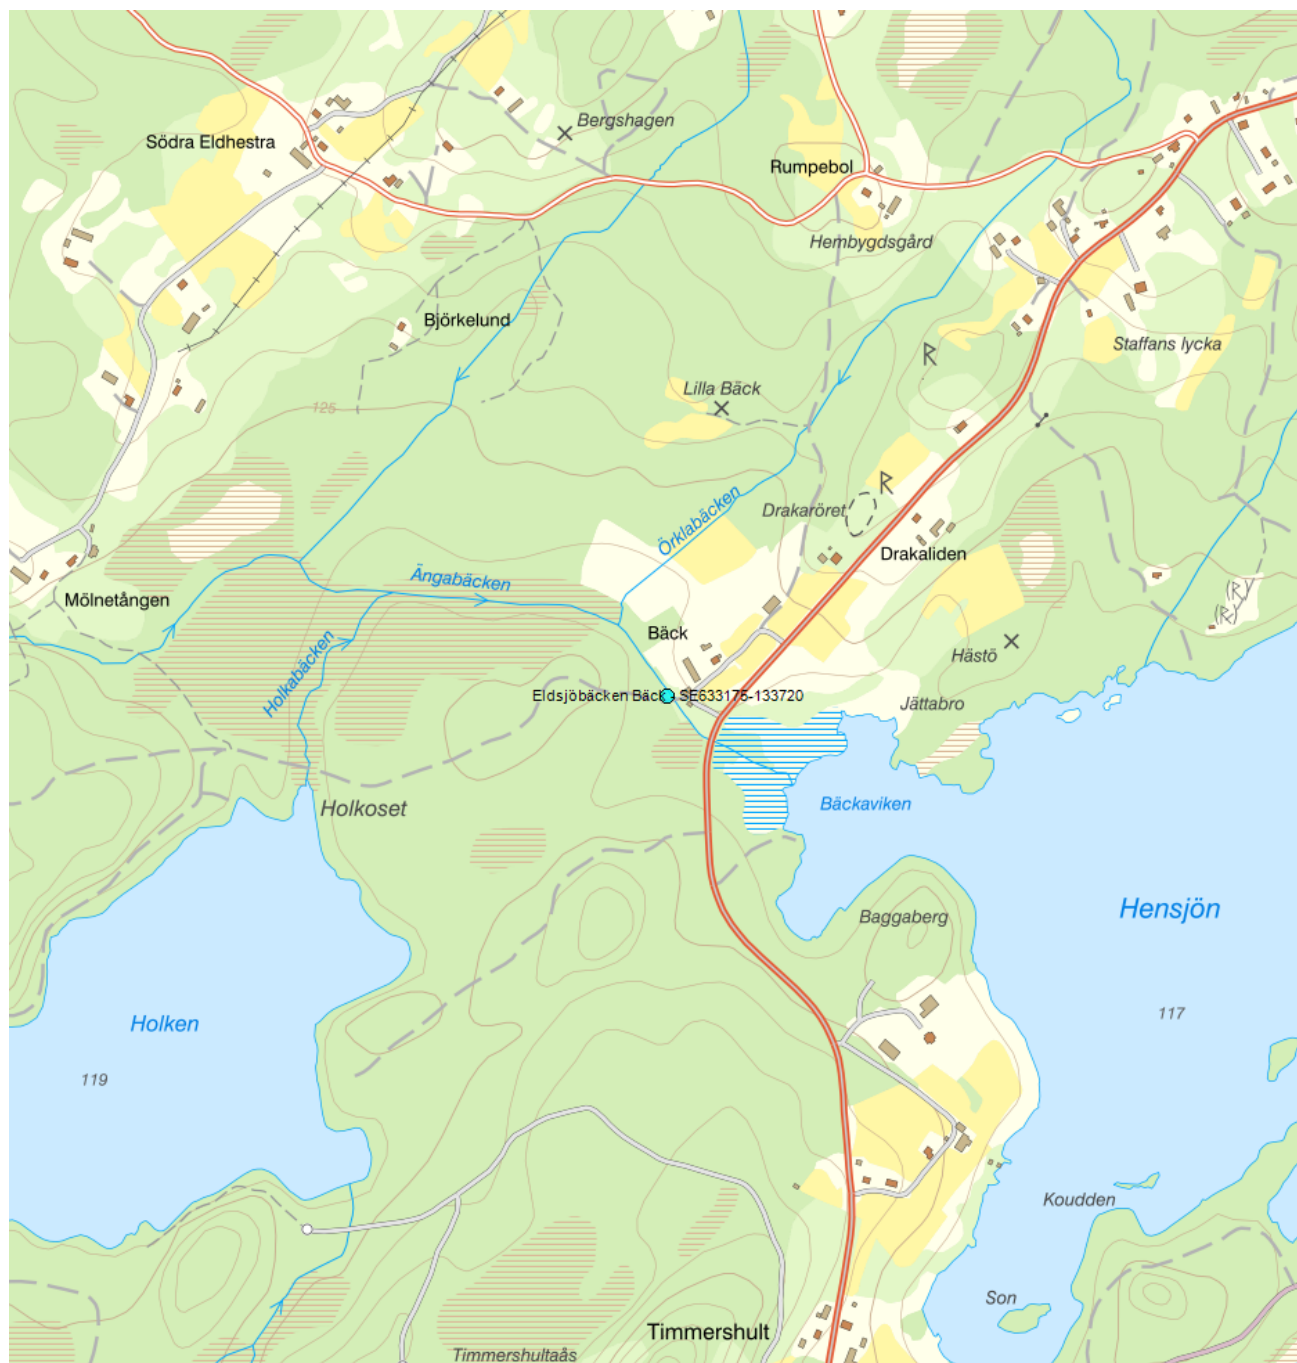 Bergshagen
Södra Eldhestra
Rumpebol
Hembygdsgård
Björkelund
Staffans lycka
Lilla Bäck
125
Drakaröret
Örklabäcken
Drakaliden
Ängabäcken
Mölnetången
Bäck
Holkabäcken
Hästö
(R)
(R)
Eldsjöbäcken Bäck - SE633175-133720
Jättabro
Holkoset
Bäckaviken
Hensjön
Baggaberg
Holken
117
119
Koudden
Son
Timmershult
Timmershultaås